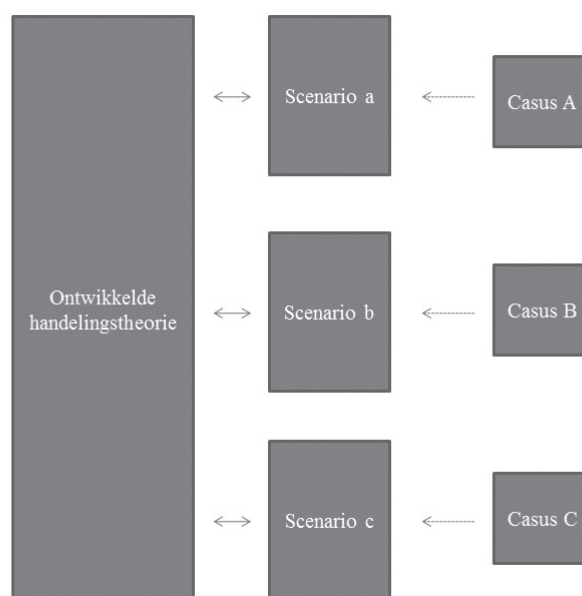 Ontwikkelde
handelingstheorie
Scenario a
Casus A
Scenario b
Casus B
Scenario c
Casus C